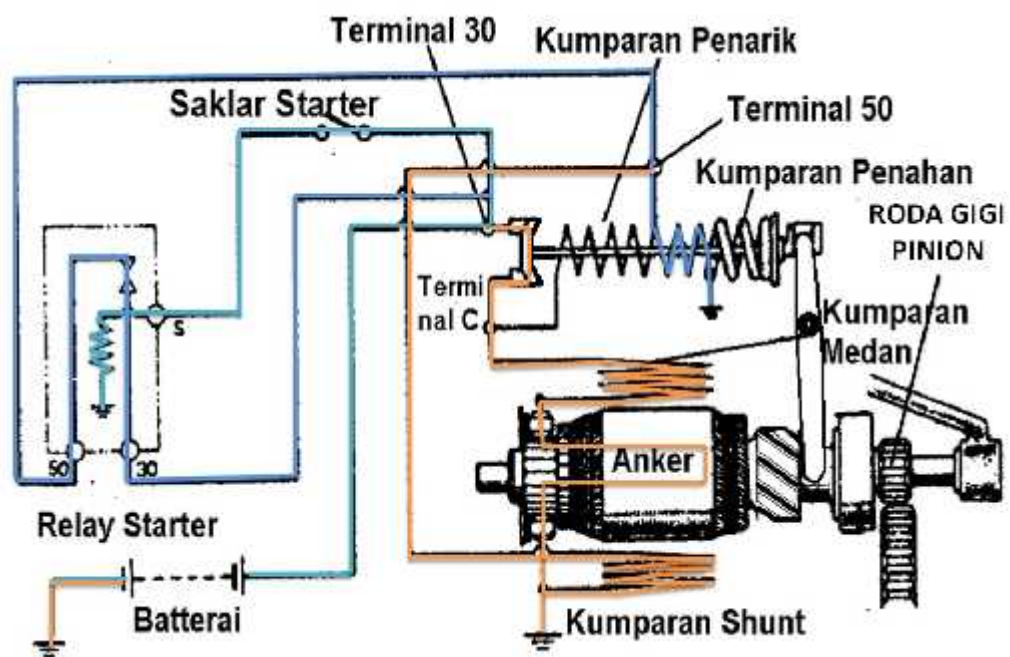 Terminal 30
Kumparan Penarik
Saklar Starter
Terminal 50
Kumparan Penahan
RODA GIGI
PINION
Termi
nal C
Kumparan
Medan
S
50
30
Anker
Relay Starter
Batterai
Kumparan Shunt